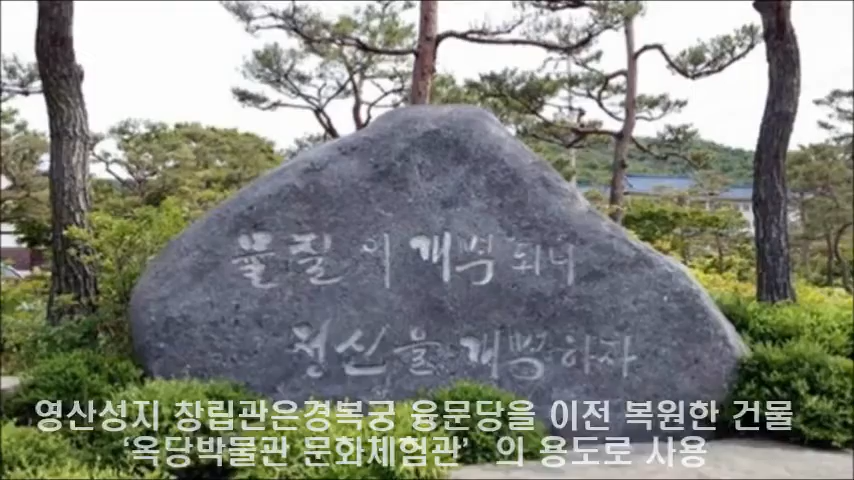 물질이 개벽되니
정신을 개벽하자
영산성지 창립관은경복궁 융문당을 이전 복원한 건물
‘옥당박물관 문화체험관’ 의 용도로 사용